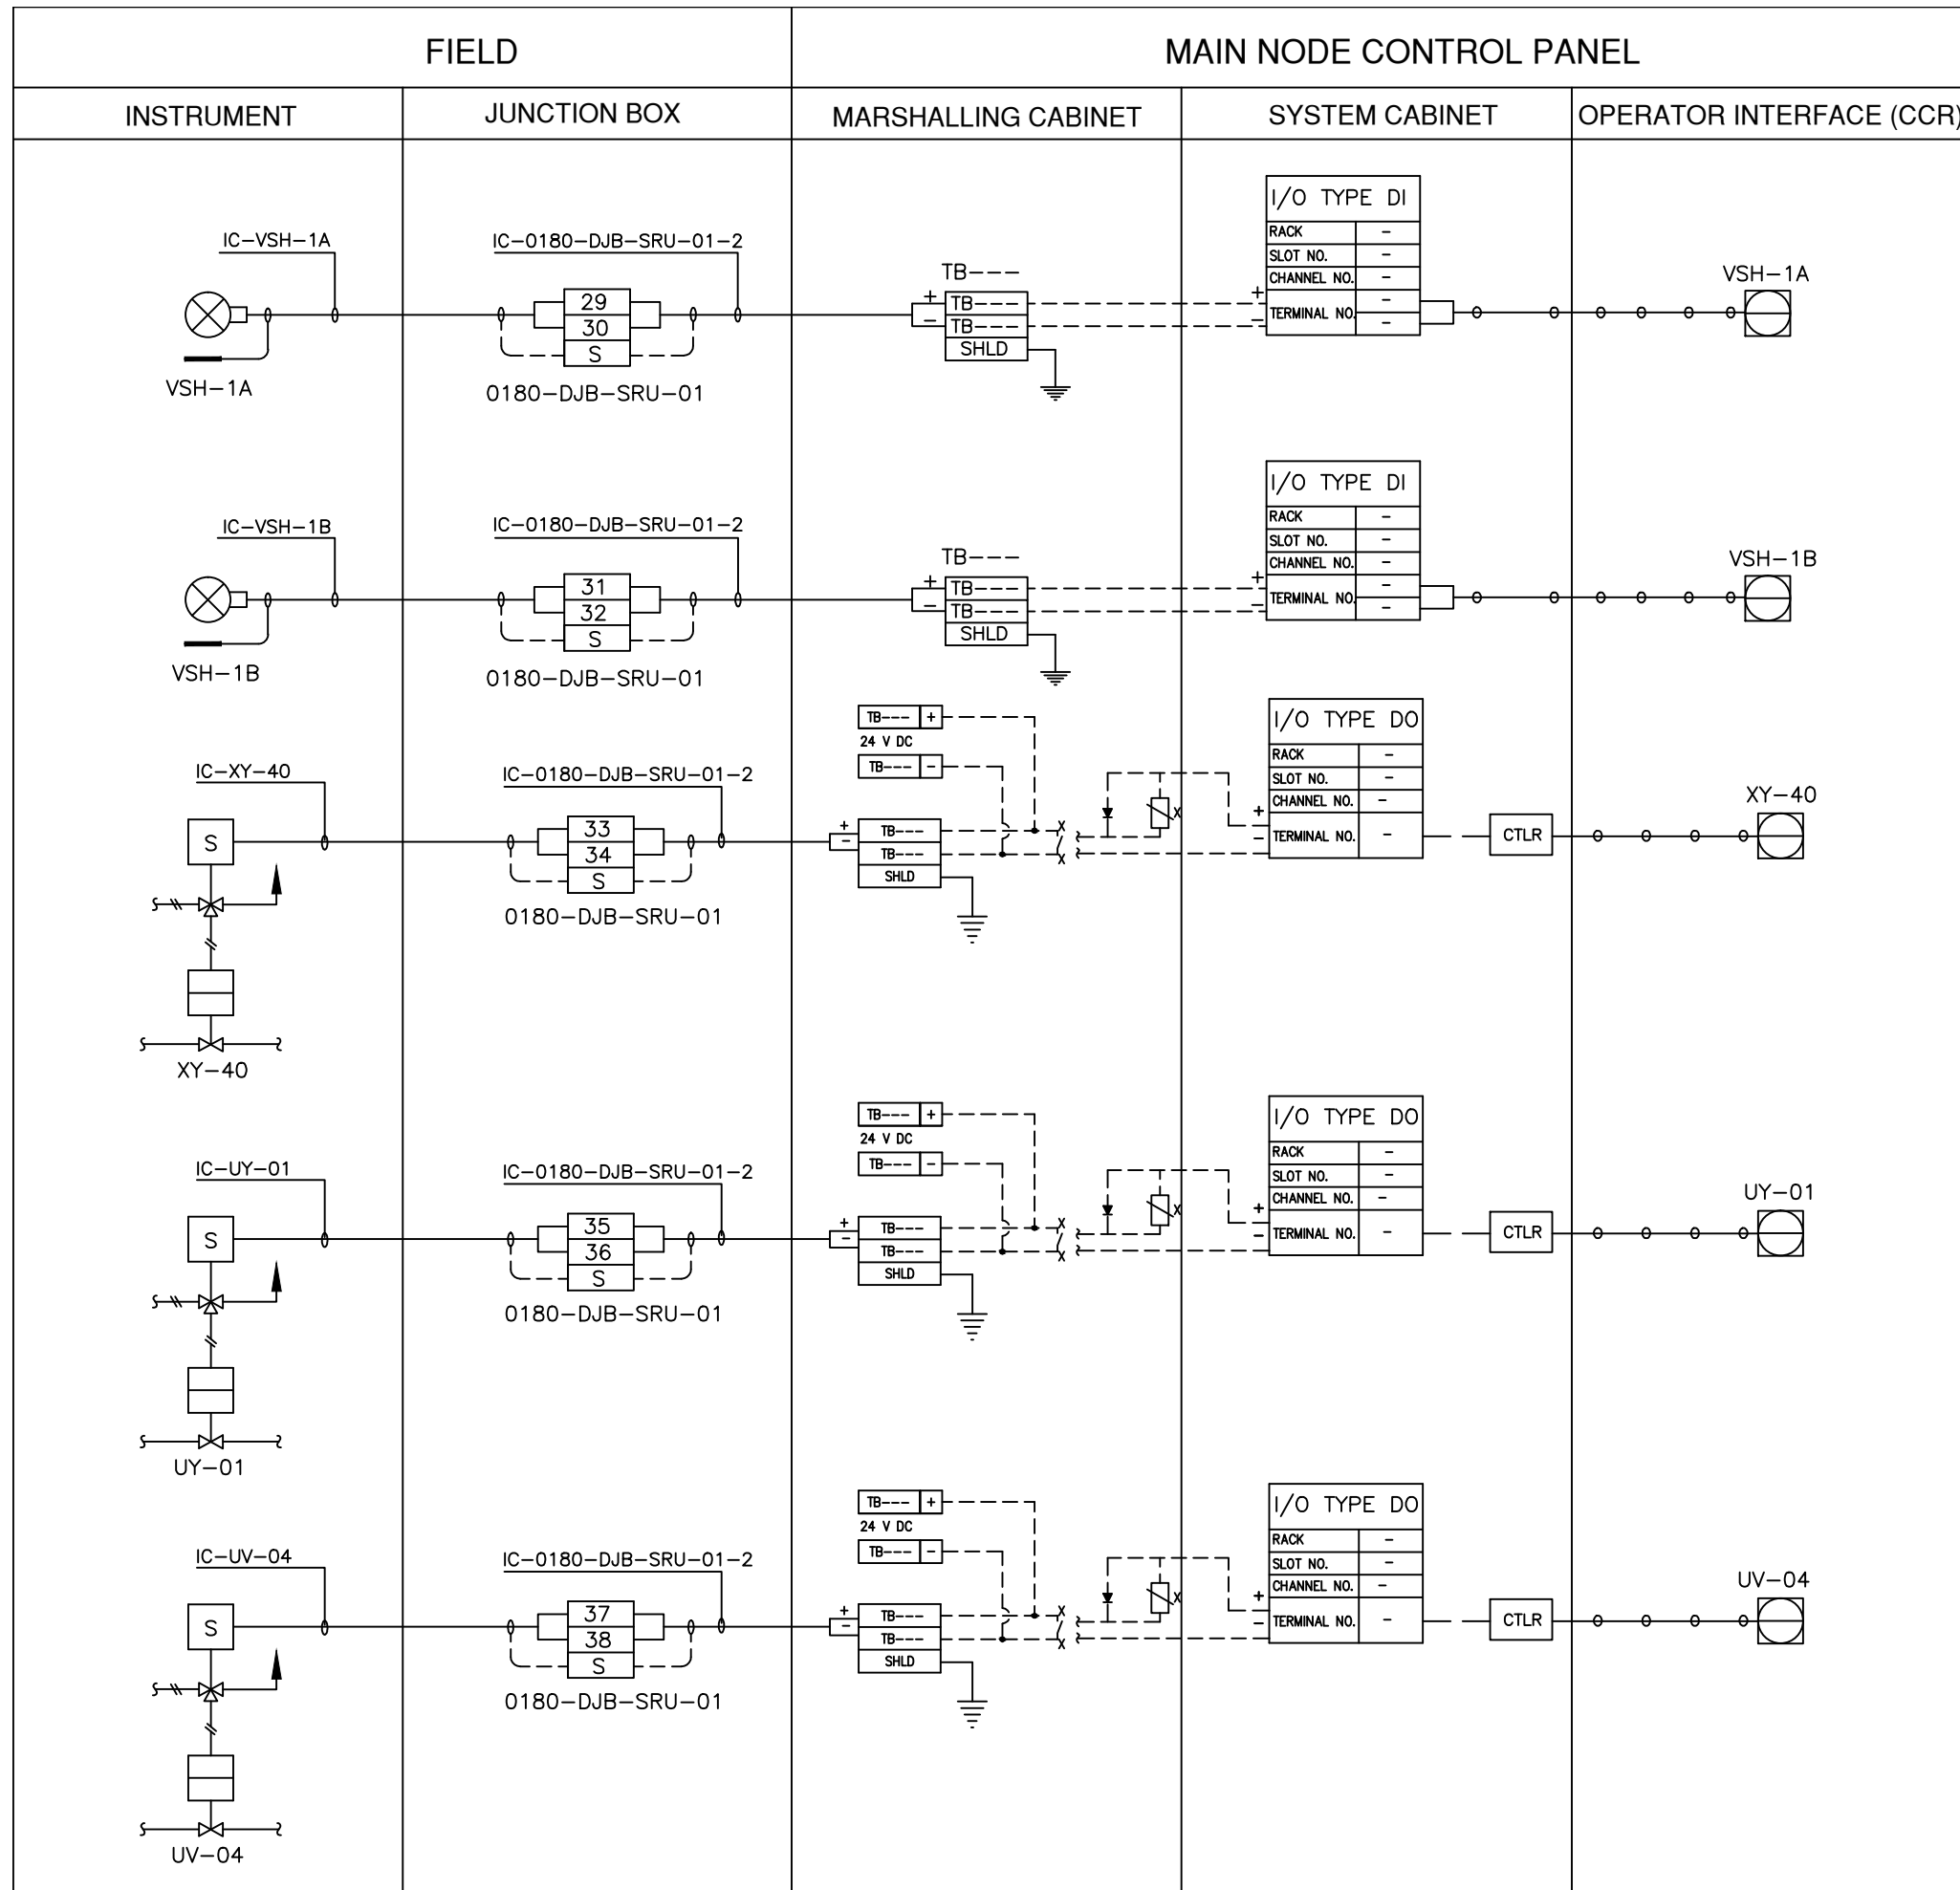 FIELD
MAIN NODE CONTROL PANEL
INSTRUMENT
JUNCTION BOX
MARSHALLING CABINET
SYSTEM CABINET
OPERATOR INTERFACE (CCR)
IC-VSH-1A
VSH-1A
IC-0180-DJB-SRU-01-2
29
30
S
0180-DJB-SRU-01
TB---
+ TB---
- TB---
SHLD
I/O TYPE DI
RACK -
SLOT NO. -
CHANNEL NO. -
+
-
TERMINAL NO. -
-
VSH-1A
IC-VSH-1B
VSH-1B
IC-0180-DJB-SRU-01-2
31
32
S
0180-DJB-SRU-01
TB---
+ TB---
- TB---
SHLD
I/O TYPE DI
RACK -
SLOT NO. -
CHANNEL NO. -
+
-
TERMINAL NO. -
-
VSH-1B
IC-XY-40
S
XY-40
IC-0180-DJB-SRU-01-2
33
34
S
0180-DJB-SRU-01
TB--- +
24 V DC
TB--- -
+ TB---
- TB---
SHLD
X
X
X
I/O TYPE DO
RACK -
SLOT NO. -
CHANNEL NO. -
+
-
TERMINAL NO. -
CTLR
XY-40
IC-UY-01
S
UY-01
IC-0180-DJB-SRU-01-2
35
36
S
0180-DJB-SRU-01
TB--- +
24 V DC
TB--- -
+ TB---
- TB---
SHLD
X
X
X
I/O TYPE DO
RACK -
SLOT NO. -
CHANNEL NO. -
+
-
TERMINAL NO. -
CTLR
UY-01
IC-UV-04
S
UV-04
IC-0180-DJB-SRU-01-2
37
38
S
0180-DJB-SRU-01
TB--- +
24 V DC
TB--- -
+ TB---
- TB---
SHLD
X
X
X
I/O TYPE DO
RACK -
SLOT NO. -
CHANNEL NO. -
+
-
TERMINAL NO. -
CTLR
UV-04